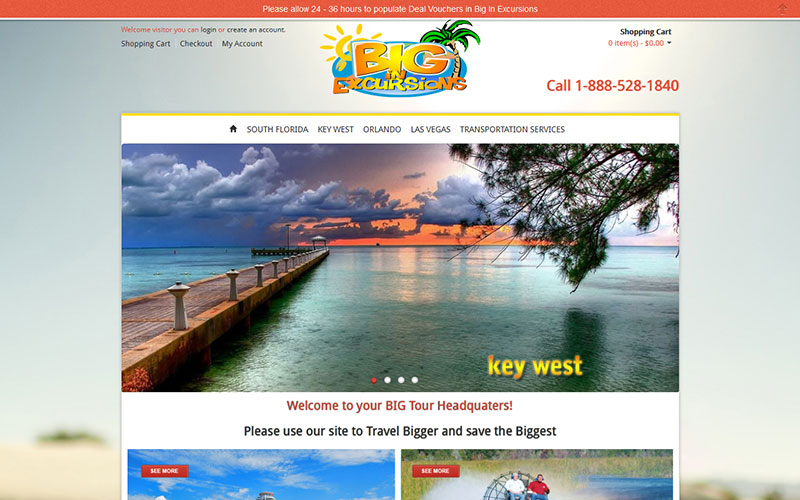 Please allow 24 - 36 hours to populate Deal Vouchers in Big In Excursions
Welcome visitor you can login or create an account.
Shopping Cart Checkout My Account
BIG
IN
EXCURSIONS
Shopping Cart
0 item(s) - $0.00
Call 1-888-528-1840
SOUTH FLORIDA KEY WEST ORLANDO LAS VEGAS TRANSPORTATION SERVICES
key west
Welcome to your BIG Tour Headquaters!
Please use our site to Travel Bigger and save the Biggest
SEE MORE SEE MORE